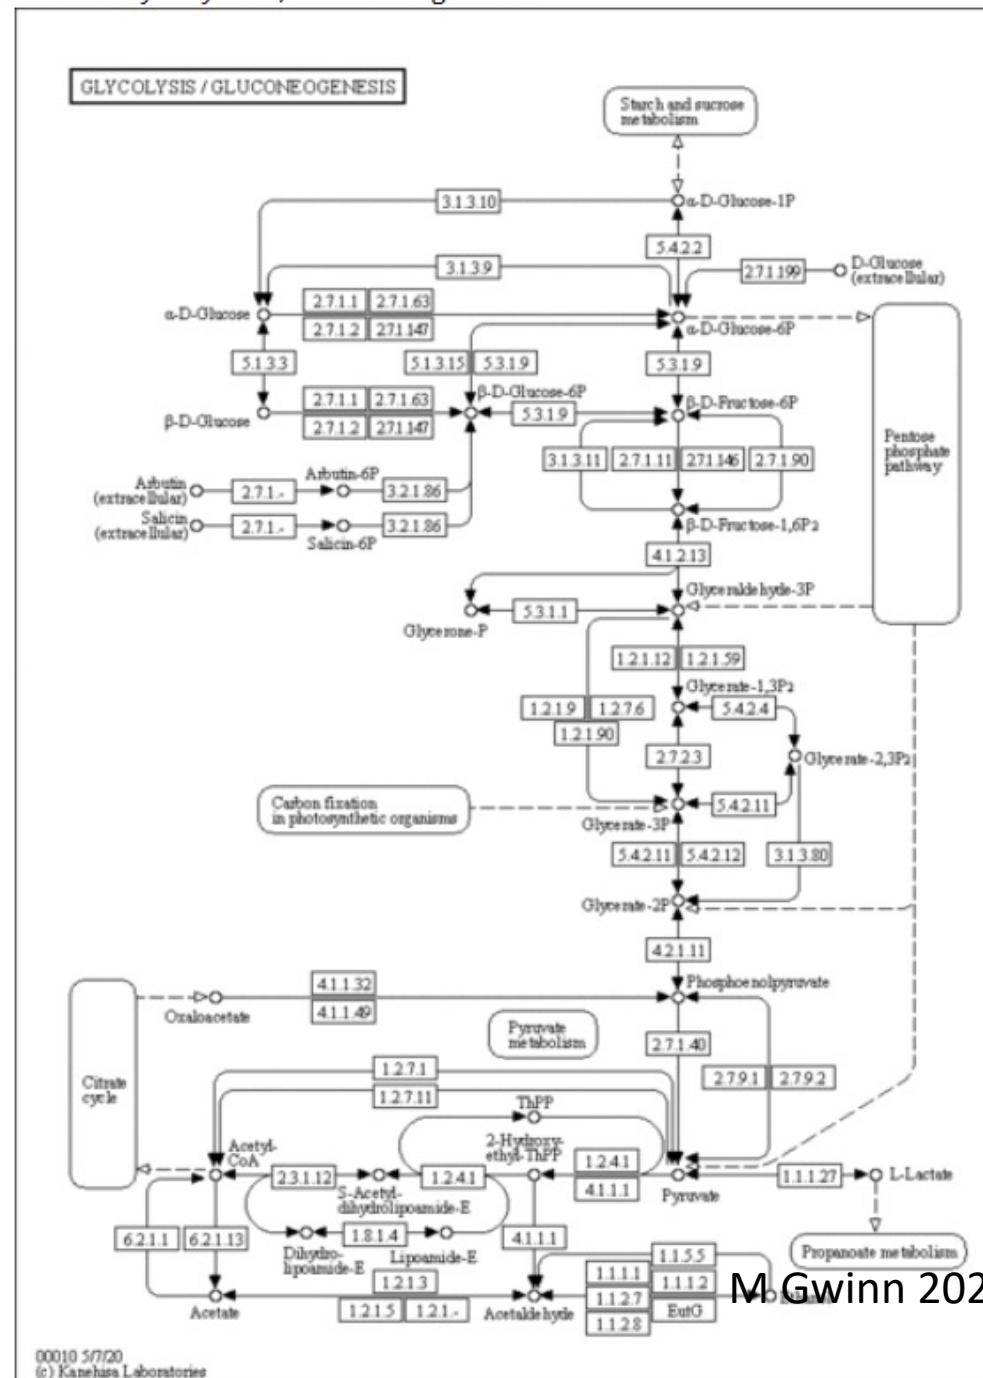 GLYCOLYSIS / GLUCONEOGENESIS
Starch and sucrose
metabolism
3.1.3.10
α-D-Glucose-1P
5.4.2.2
3.1.3.9
2.7.1.199
D-Glucose
(extracellular)
2.7.1.1
2.7.1.63
α-D-Glucose
2.7.1.2
2.7.1.147
α-D-Glucose-6P
5.1.3.3
5.1.3.15
5.3.1.9
5.3.1.9
β-D-Glucose-6P
2.7.1.1
2.7.1.63
β-D-Glucose
2.7.1.2
2.7.1.147
5.3.1.9
β-D-Fructose-6P
Pentose
phosphate
pathway
3.1.3.11
2.7.1.11
2.7.1.146
2.7.1.90
Arbutin
(extracellular)
2.7.1.-
Arbutin-6P
3.2.1.86
Salicin
(extracellular)
2.7.1.-
Salicin-6P
3.2.1.86
β-D-Fructose-1,6P2
4.1.2.13
Glyceraldehyde-3P
5.3.1.1
Glycerone-P
1.2.1.12
1.2.1.59
Glycerate-1,3P2
1.2.1.9
1.2.7.6
1.2.1.90
5.4.2.4
2.7.2.3
Glycerate-2,3P2
Carbon fixation
in photosynthetic organisms
5.4.2.11
Glycerate-3P
5.4.2.11
5.4.2.12
3.1.3.80
Glycerate-2P
4.2.1.11
4.1.1.32
Phosphoenolpyruvate
Oxaloacetate
4.1.1.49
Pyruvate
metabolism
2.7.1.40
Citrate
cycle
1.2.7.1
2.7.9.1
2.7.9.2
1.2.7.11
ThPP
Acetyl-
CoA
2-Hydroxy-
ethyl-ThPP
1.2.4.1
2.3.1.12
1.2.4.1
4.1.1.1
Pyruvate
1.1.1.27
L-Lactate
S-Acetyl-
dihydrolipoamide-E
6.2.1.1
6.2.1.13
1.8.1.4
4.1.1.1
Dihydro-
lipoamide-E
Lipoamide-E
Propanoate metabolism
1.1.5.5
1.2.1.3
1.1.1.1
1.1.1.2
M Gwinn 202
1.1.2.7
Acetate
1.2.1.5
1.2.1.-
Acetaldehyde
EutG
1.1.2.8
00010 5/7/20
(c) Kanehisa Laboratories